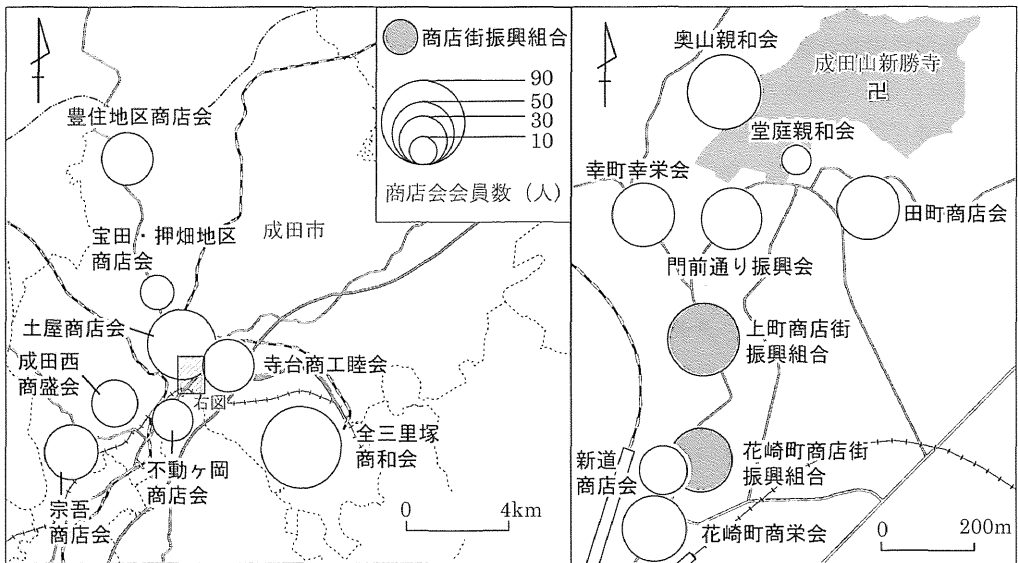 商店街振興組合
90
50
30
10
商店会会員数（人）
豊住地区商店会
成田市
宝田・押畑地区
商店会
土屋商店会
成田西
商盛会
寺台商工睦会
右図
全三里塚
商和会
不動ヶ岡
商店会
宗吾
商店会
0
4km
奥山親和会
成田山新勝寺
卍
堂庭親和会
幸町幸栄会
田町商店会
門前通り振興会
上町商店街
振興組合
花崎町商店街
振興組合
新道
商店会
花崎町商栄会
0
200m